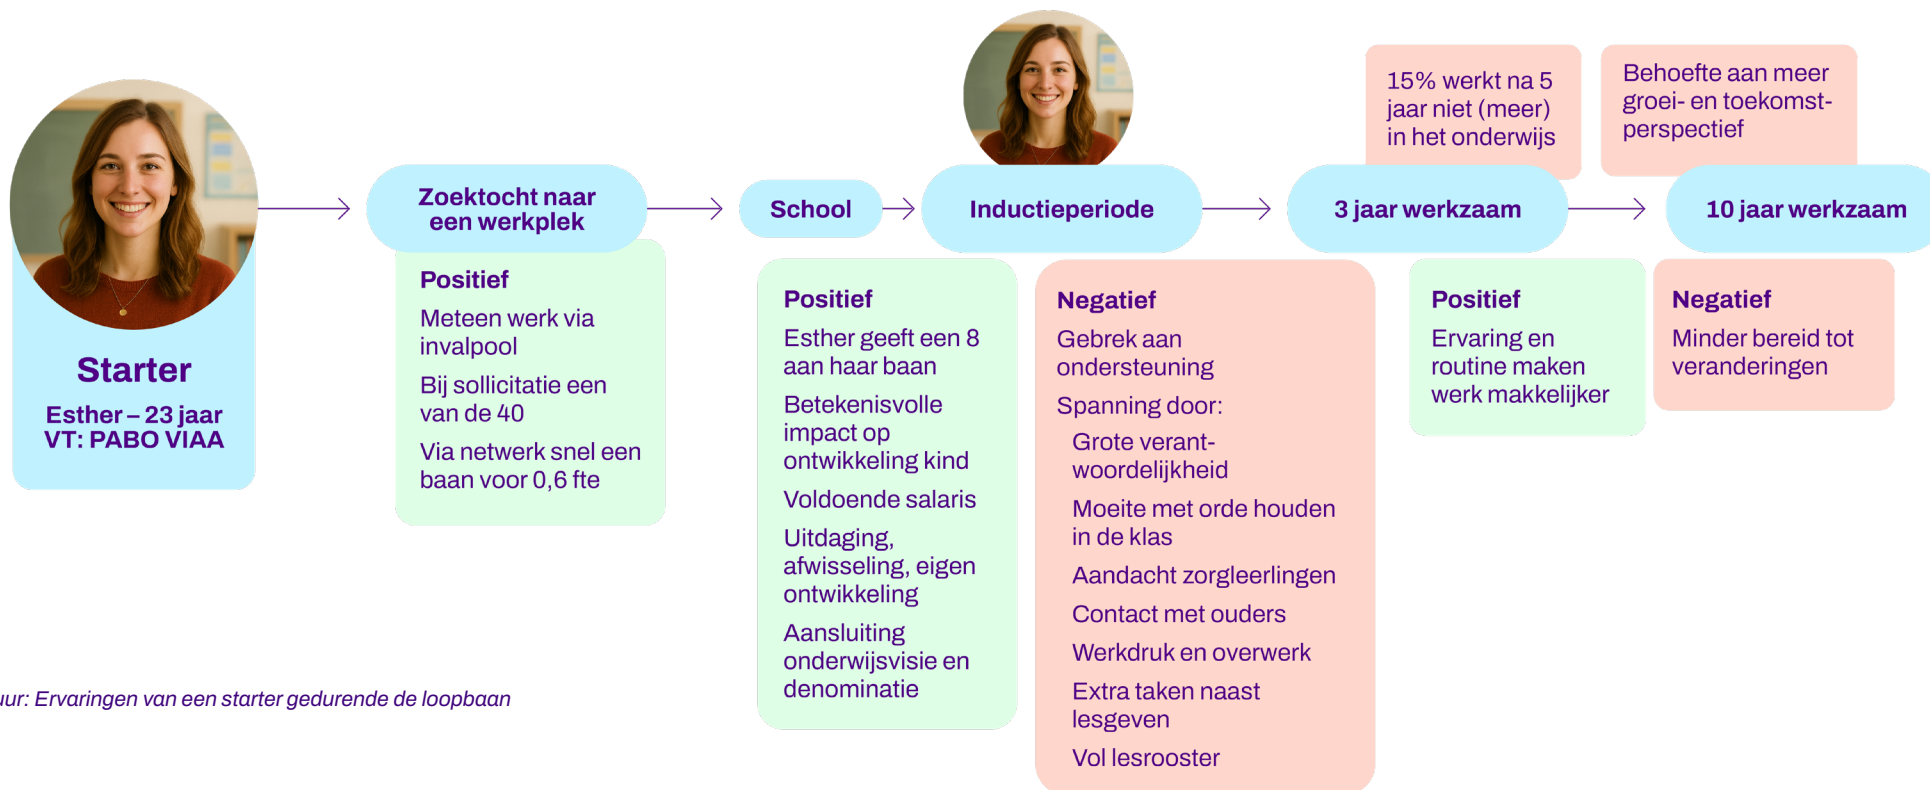 Starter
Esther – 23 jaar
VT: PABO VIAA
Zoektocht naar
een werkplek
Positief
Meteen werk via
invalpool
Bij sollicitatie een
van de 40
Via netwerk snel een
baan voor 0,6 fte
School
Inductieperiode
Positief
Esther geeft een 8
aan haar baan
Betekenisvolle
impact op
ontwikkeling kind
Voldoende salaris
Uitdaging,
afwisseling, eigen
ontwikkeling
Aansluiting
onderwijsvisie en
denominatie
Negatief
Gebrek aan
ondersteuning
Spanning door:
Grote verant-
woordelijkheid
Moeite met orde houden
in de klas
Aandacht zorgleerlingen
Contact met ouders
Werkdruk en overwerk
Extra taken naast
lesgeven
Vol lesrooster
15% werkt na 5
jaar niet (meer)
in het onderwijs
3 jaar werkzaam
Positief
Ervaring en
routine maken
werk makkelijker
Behoefte aan meer
groei- en toekomst-
perspectief
10 jaar werkzaam
Negatief
Minder bereid tot
veranderingen
Ervaringen van een starter gedurende de loopbaan